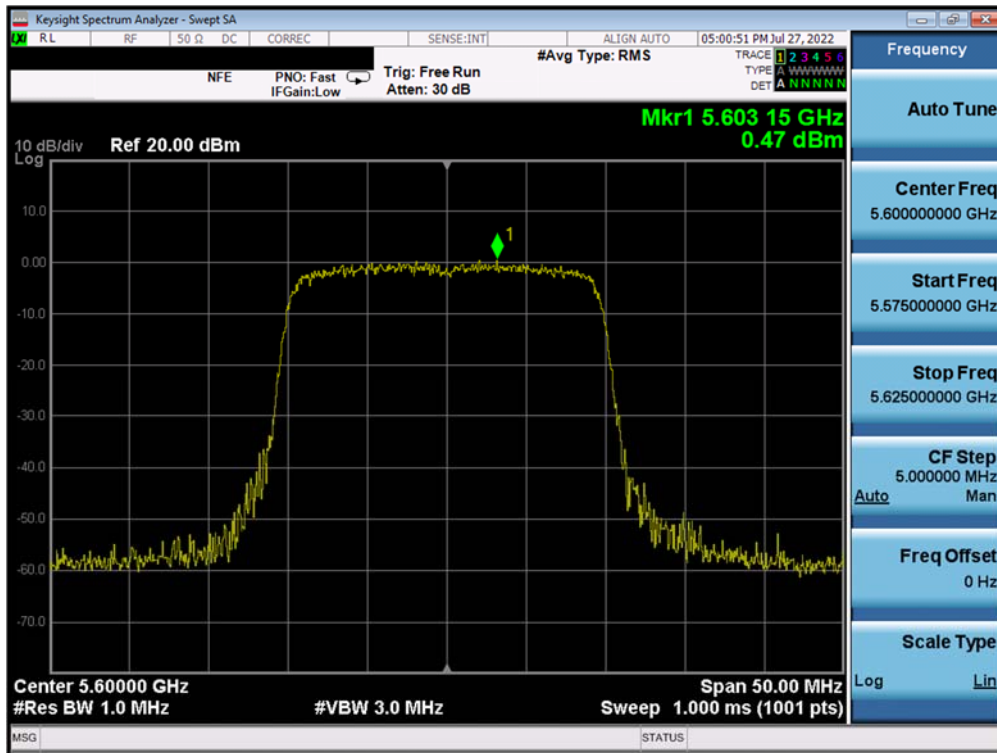 Keysight Spectrum Analyzer - Swept SA
LXI RL RF 50 Ω DC CORREC SENSE:INT ALIGN AUTO 05:00:51 PM Jul 27, 2022
#Avg Type: RMS TRACE 1 2 3 4 5 6
NFE PNO: Fast Trig: Free Run TYPE A WWWWW
IFGain:Low Atten: 30 dB DET A N N N N N
Mkr1 5.603 15 GHz
0.47 dBm
10 dB/div Ref 20.00 dBm
Log
1
10.0
0.00
-10.0
-20.0
-30.0
-40.0
-50.0
-60.0
-70.0
Center 5.60000 GHz Span 50.00 MHz
#Res BW 1.0 MHz #VBW 3.0 MHz Sweep 1.000 ms (1001 pts)
MSG STATUS
Frequency
Auto Tune
Center Freq
5.600000000 GHz
Start Freq
5.575000000 GHz
Stop Freq
5.625000000 GHz
CF Step
5.000000 MHz
Auto Man
Freq Offset
0 Hz
Scale Type
Log Lin